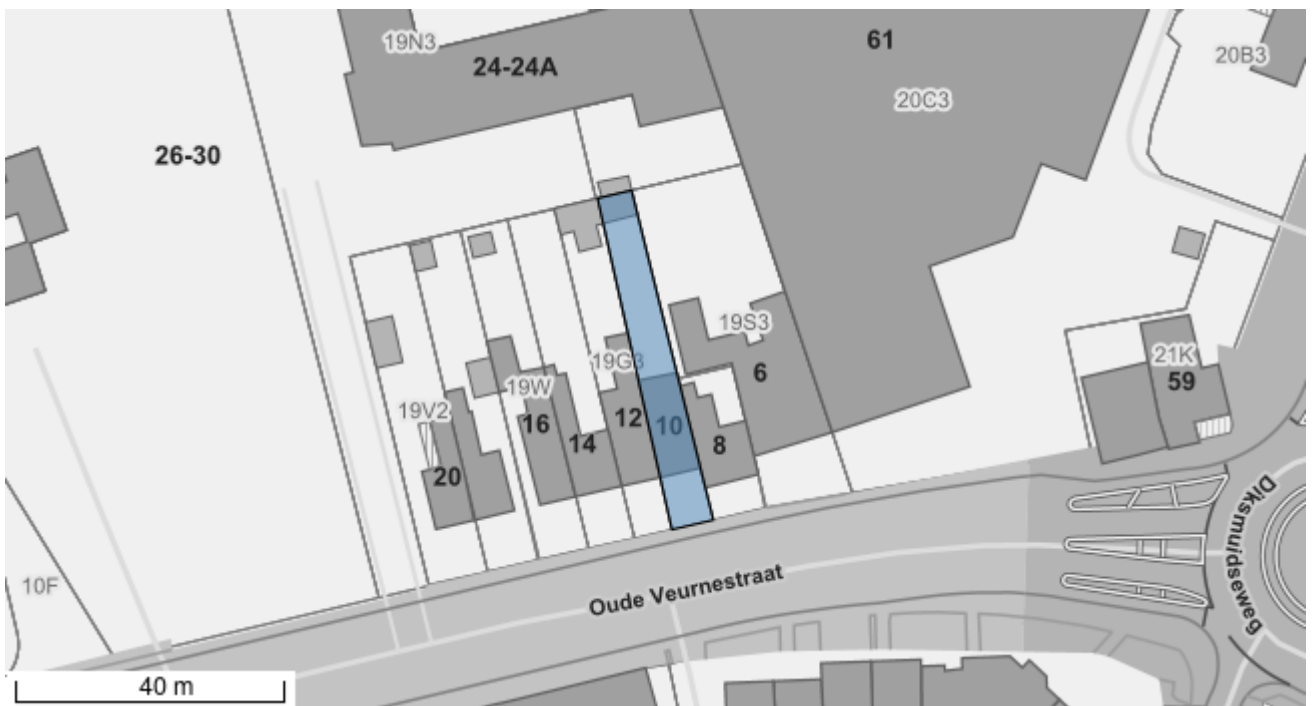 19N3
24-24A
61
20C3
20B3
26-30
19S3
6
19G3
21K
59
19W
19V2
16
14
12
10
8
20
10F
Oude Veurnestraat
Diksmuidseweg
40 m